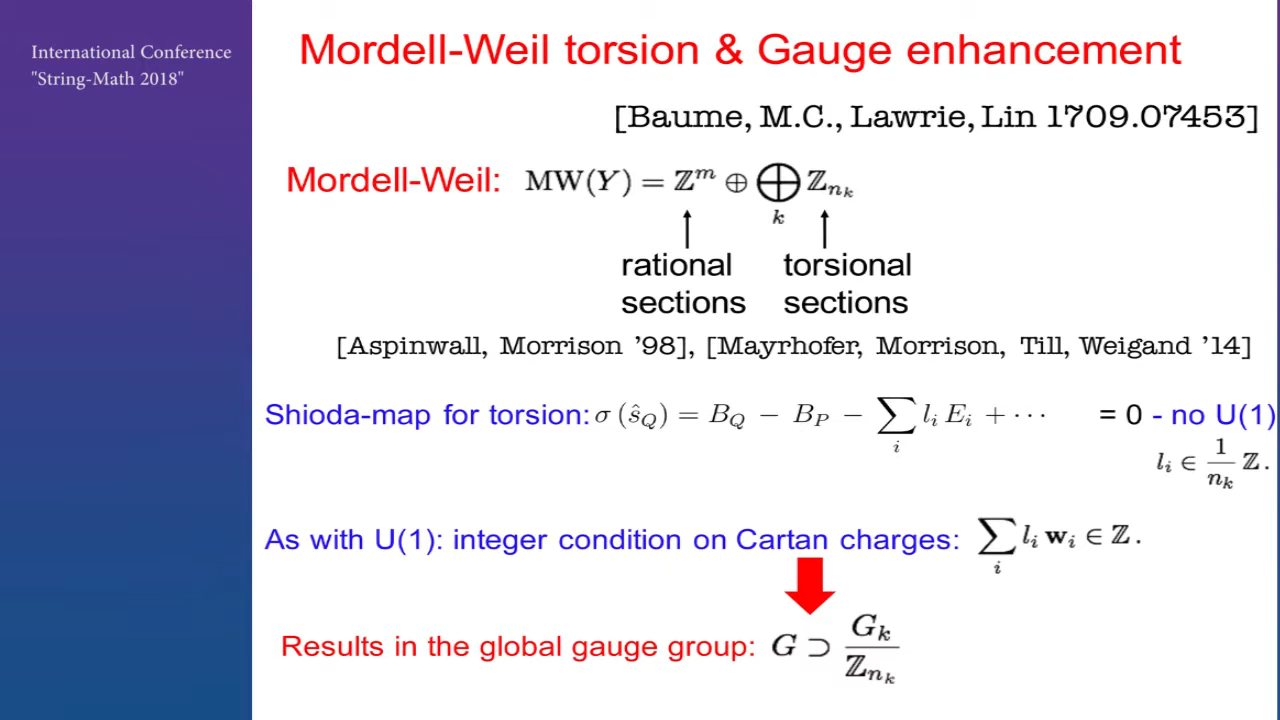 International Conference
"String-Math 2018"
Mordell-Weil torsion & Gauge enhancement
[Baume, M.C., Lawrie, Lin 1709.07453]
Mordell-Weil: MW(Y) = ℤ^m ⊕ ⨁_k ℤ_{n_k}
rational torsional
sections sections
[Aspinwall, Morrison ’98], [Mayrhofer, Morrison, Till, Weigand ’14]
Shioda-map for torsion: σ (ŝ_Q) = B_Q − B_P − ∑_i l_i E_i + ⋯ = 0 - no U(1)
l_i ∈ 1/n_k ℤ.
As with U(1): integer condition on Cartan charges: ∑_i l_i w_i ∈ ℤ.
Results in the global gauge group: G ⊃ G_k/ℤ_{n_k}